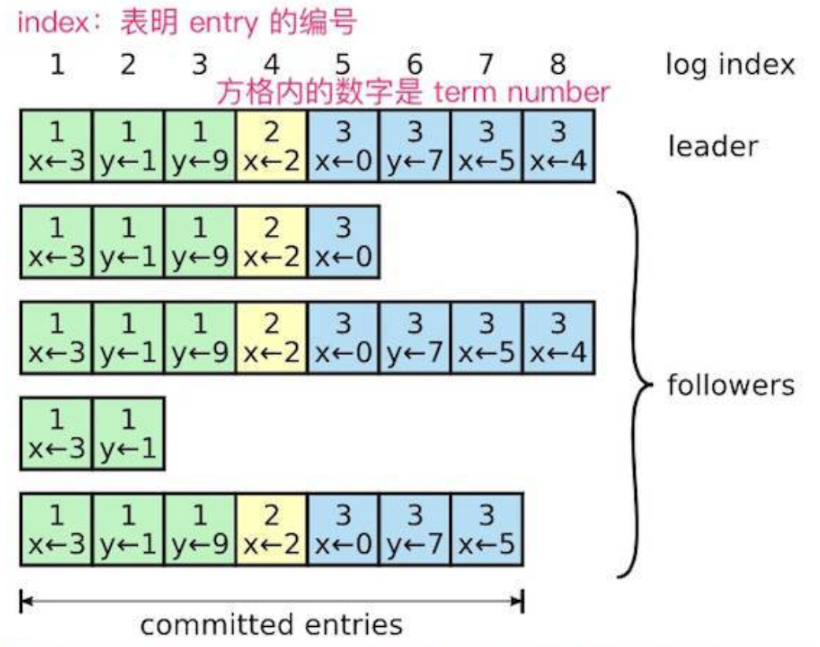 index：表明 entry 的编号
1 2 3 4 5 6 7 8 log index
方格内的数字是 term number
1 1 1 2 3 3 3 3
x←3 y←1 y←9 x←2 x←0 y←7 x←5 x←4
leader
1 1 1 2 3
x←3 y←1 y←9 x←2 x←0
1 1 1 2 3 3 3 3
x←3 y←1 y←9 x←2 x←0 y←7 x←5 x←4
followers
1 1
x←3 y←1
1 1 1 2 3 3 3
x←3 y←1 y←9 x←2 x←0 y←7 x←5
committed entries